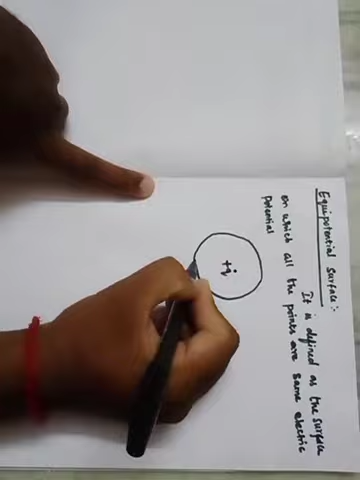 Equipotential Surface:-
It is defined as the surface
on which all the points are same electric
potential
+q